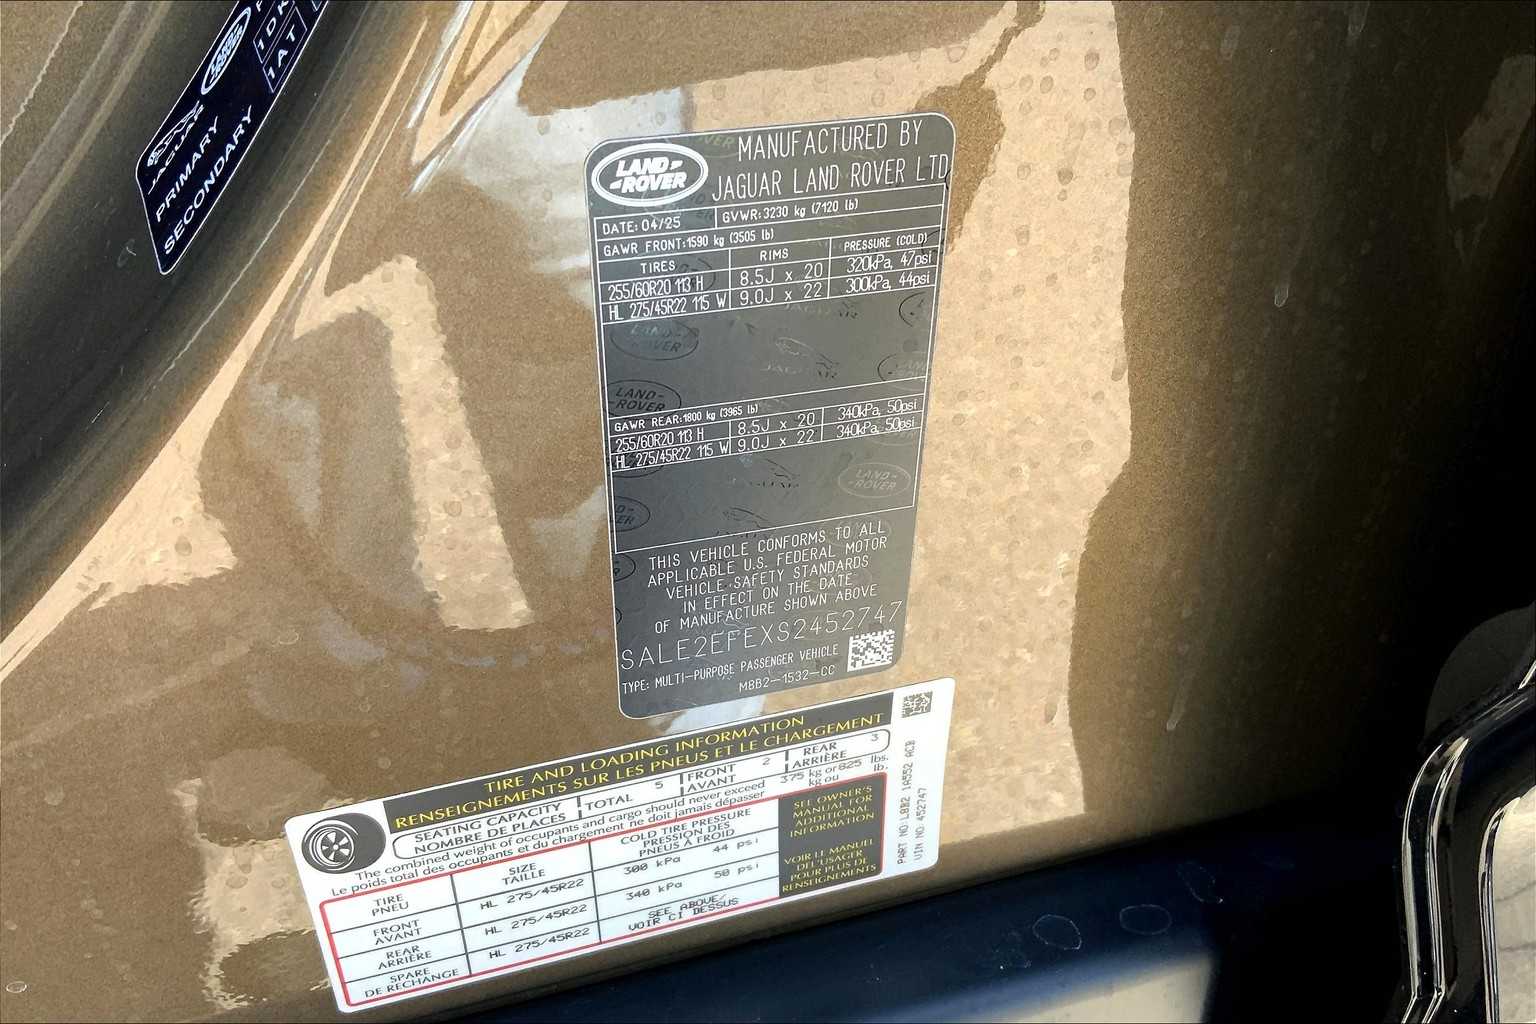 LAND-
ROVER
1DK
1AT
JAGUAR
PRIMARY
SECONDARY
LAND-
-ROVER
MANUFACTURED BY
JAGUAR LAND ROVER LTD
DATE: 04/25
GVWR:3230 kg (7120 lb)
GAWR FRONT:1590 kg (3505 lb)
TIRES RIMS PRESSURE (COLD)
255/60R20 113 H 8.5J x 20 320kPa, 47psi
HL 275/45R22 115 W 9.0J x 22 300kPa, 44psi
GAWR REAR:1800 kg (3965 lb)
255/60R20 113 H 8.5J x 20 340kPa, 50psi
HL 275/45R22 115 W 9.0J x 22 340kPa, 50psi
THIS VEHICLE CONFORMS TO ALL
APPLICABLE U.S. FEDERAL MOTOR
VEHICLE SAFETY STANDARDS
IN EFFECT ON THE DATE
OF MANUFACTURE SHOWN ABOVE
SALE2EFEXS2452747
TYPE: MULTI-PURPOSE PASSENGER VEHICLE
M8B2-1532-CC
TIRE AND LOADING INFORMATION
RENSEIGNEMENTS SUR LES PNEUS ET LE CHARGEMENT
SEATING CAPACITY TOTAL 5 FRONT 2 REAR 3
NOMBRE DE PLACES AVANT ARRIÈRE
The combined weight of occupants and cargo should never exceed 375 kg or 825 lbs.
Le poids total des occupants et du chargement ne doit jamais dépasser kg ou lb.
TIRE SIZE COLD TIRE PRESSURE
PNEU TAILLE PRESSION DES
PNEUS À FROID
FRONT HL 275/45R22 300 kPa 44 psi
AVANT
REAR HL 275/45R22 340 kPa 50 psi
ARRIÈRE
SPARE HL 275/45R22 SEE ABOVE/
DE RECHANGE VOIR CI DESSUS
SEE OWNER'S
MANUAL FOR
ADDITIONAL
INFORMATION
VOIR LE MANUEL
DE L'USAGER
POUR PLUS DE
RENSEIGNEMENTS
PART NO L8B2 1A552 ACB
VIN NO. 452747